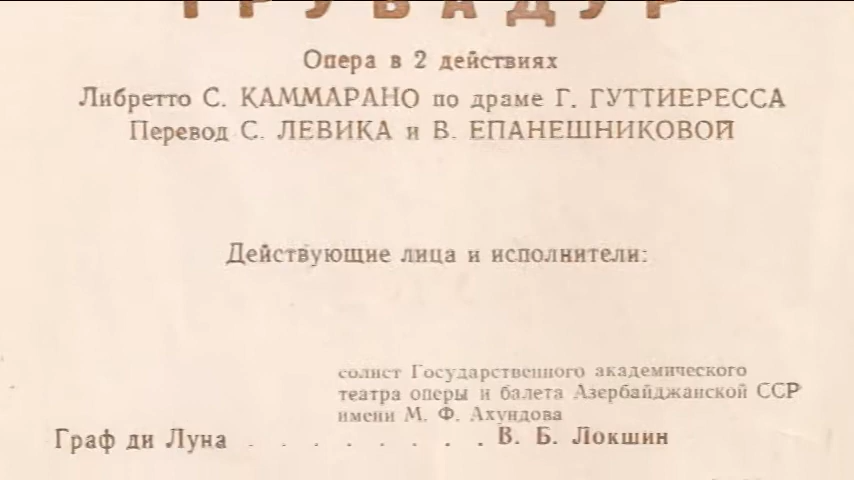 ТРУБАДУР
Опера в 2 действиях
Либретто С. КАММАРАНО по драме Г. ГУТТИЕРЕССА
Перевод С. ЛЕВИКА и В. ЕПАНЕШНИКОВОЙ
Действующие лица и исполнители:
солист Государственного академического
театра оперы и балета Азербайджанской ССР
имени М. Ф. Ахундова
Граф ди Луна . . . . . . . В. Б. Локшин